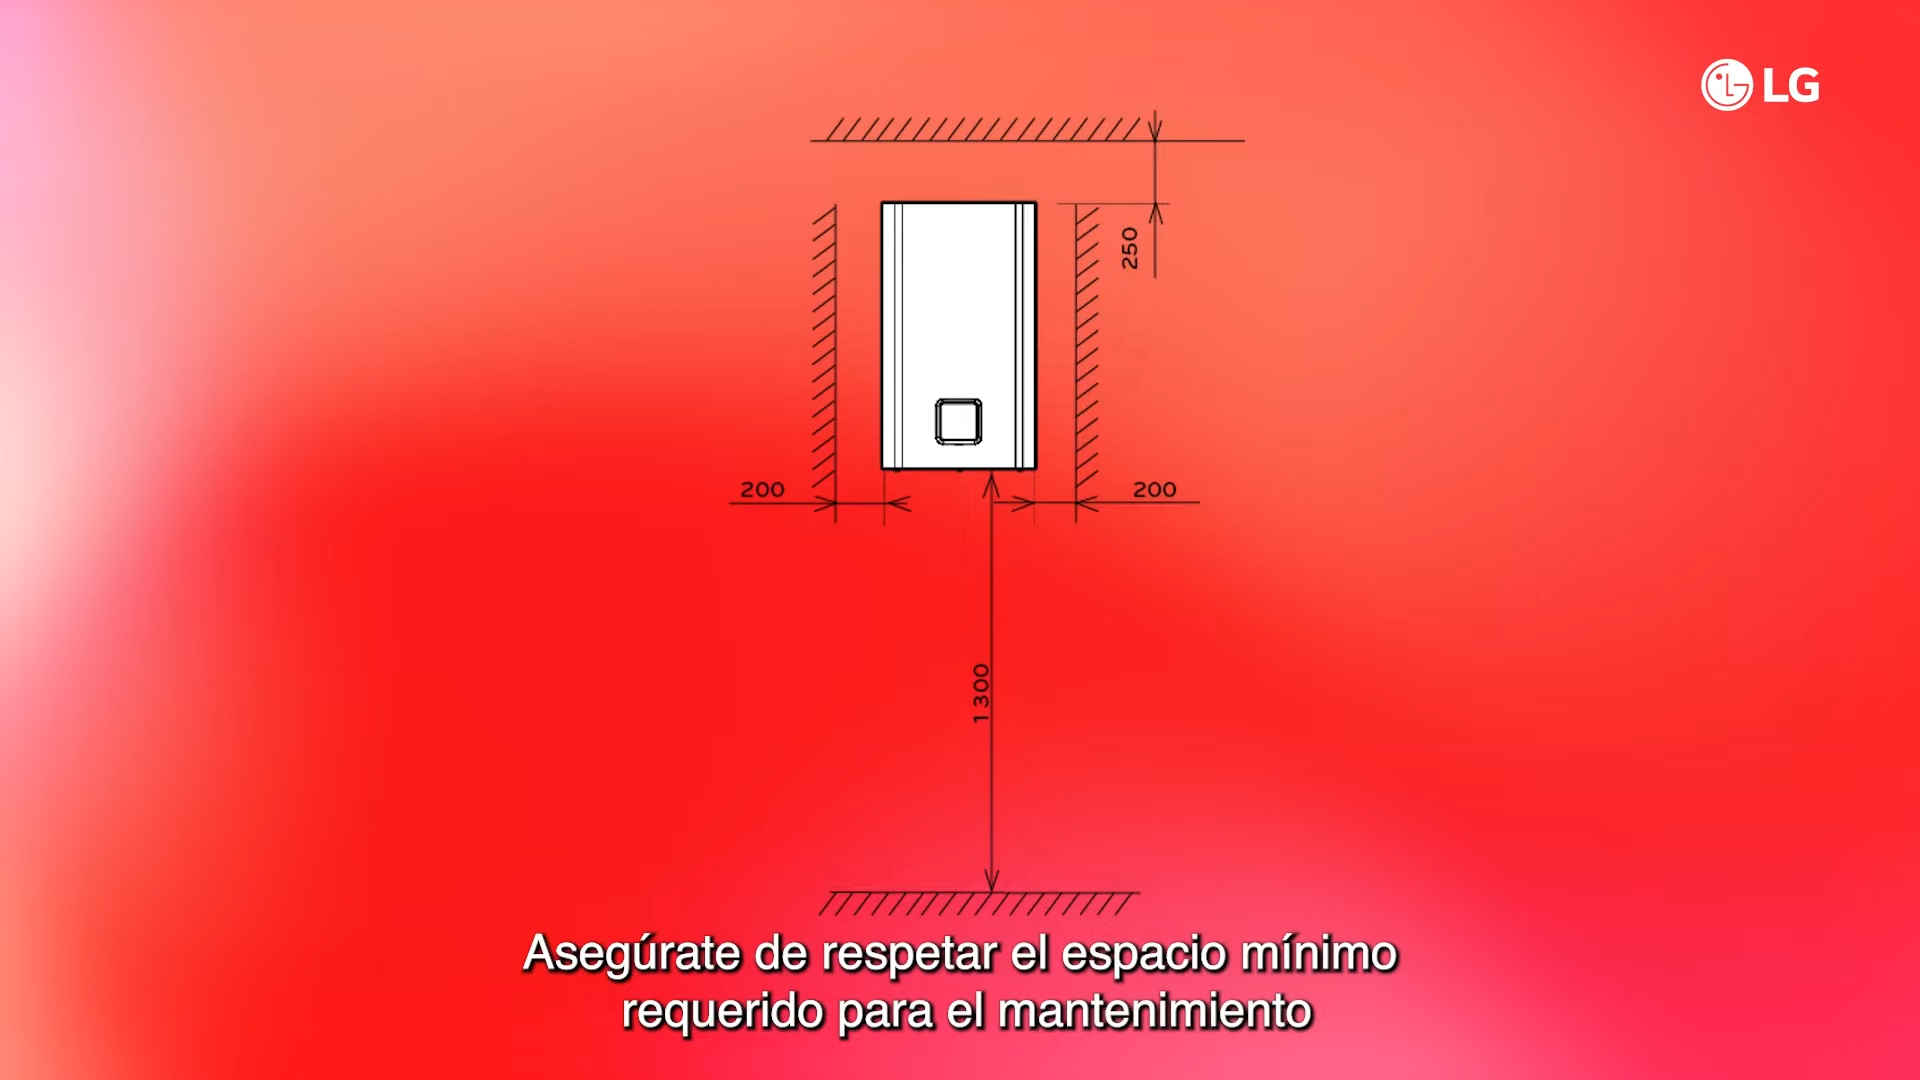 LG
250
200
200
1300
Asegúrate de respetar el espacio mínimo
requerido para el mantenimiento